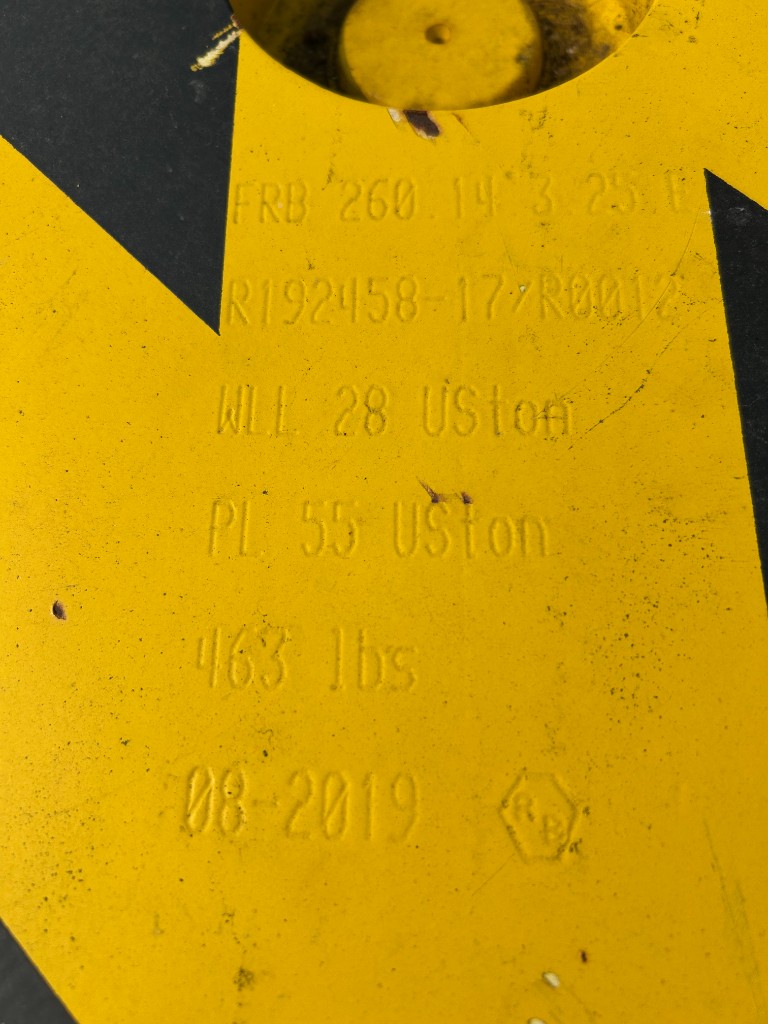 FRB 260.14 3.25 E
R192458-17/R0012
WLL 28 USton
PL 55 USton
463 lbs
08-2019 RB